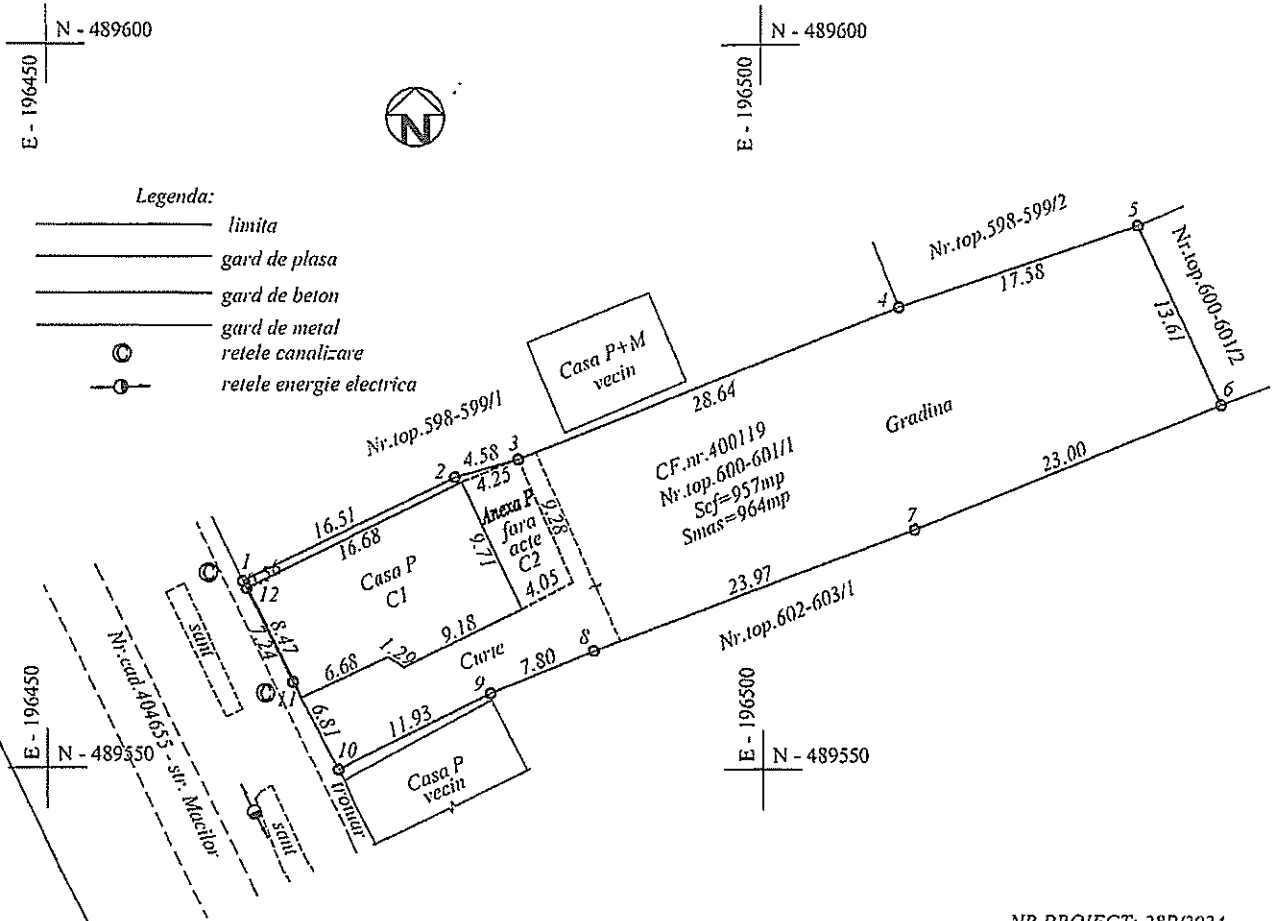 N - 489600
E - 196450
N - 489600
E - 196500
N
Legenda:
limita
gard de plasa
gard de beton
gard de metal
retele canalizare
retele energie electrica
Nr.top.598-599/2
5
Nr.top.600-601/2
4
17.58
13.61
6
Casa P+M
vecin
28.64
Gradina
Nr.top.598-599/1
3
4.58
2
4.25
CF.nr.400119
Nr.top.600-601/1
Scf=957mp
Smas=964mp
23.00
7
16.51
16.68
Anexa P
fara
acte
C2
9.28
9.71
4.05
Casa P
C1
1
12
C
8.47
7.24
sant
9.18
1.29
6.68
Curte
23.97
Nr.top.602-603/1
8
7.80
9
11
C
6.81
11.93
10
Nr.cad.404655 - str. Macilor
Casa P
vecin
trotuar
sant
E - 196450
N - 489550
E - 196500
N - 489550